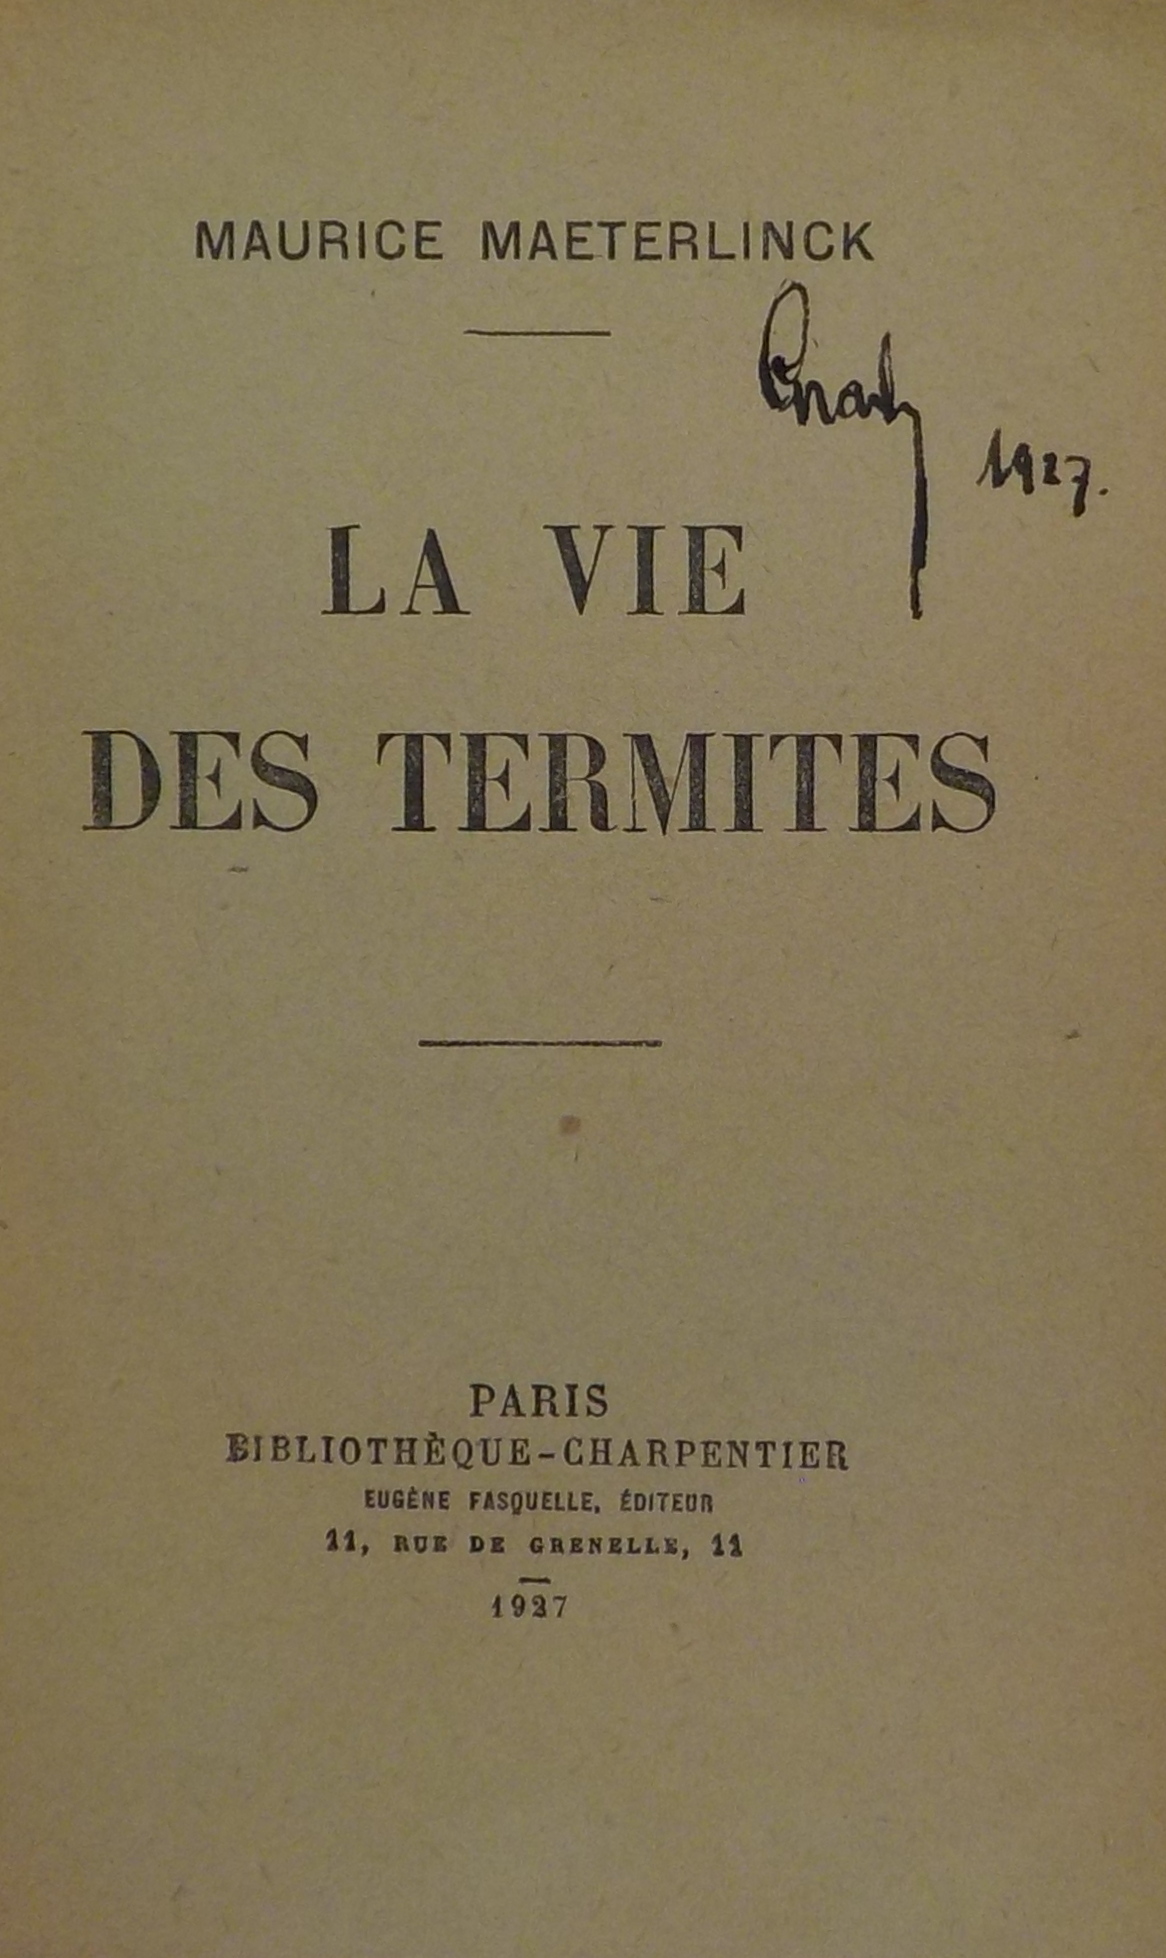 MAURICE MAETERLINCK
1927.
LA VIE
DES TERMITES
PARIS
BIBLIOTHÈQUE-CHARPENTIER
EUGÈNE FASQUELLE, ÉDITEUR
11, RUE DE GRENELLE, 11
1927